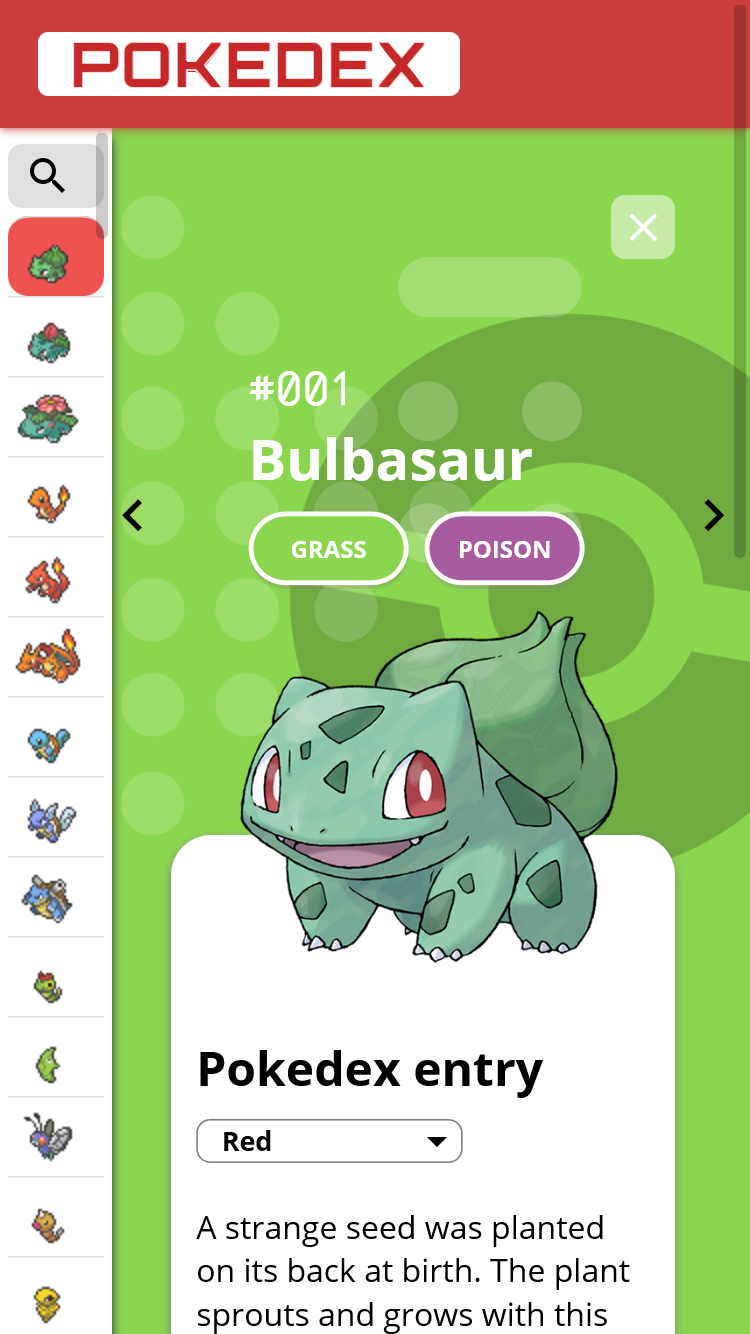 POKEDEX
#001
Bulbasaur
GRASS POISON
Pokedex entry
Red
A strange seed was planted
on its back at birth. The plant
sprouts and grows with this